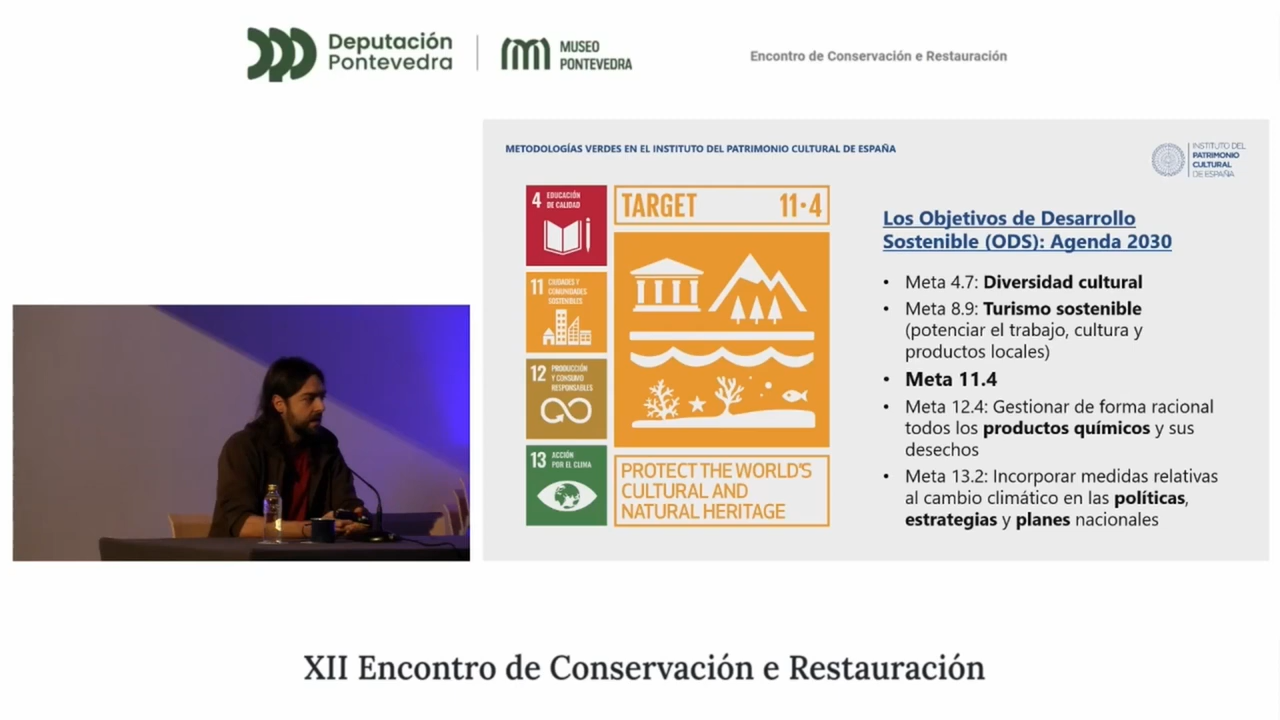 Deputación
Pontevedra
MUSEO
PONTEVEDRA
Encontro de Conservación e Restauración
METODOLOGÍAS VERDES EN EL INSTITUTO DEL PATRIMONIO CULTURAL DE ESPAÑA
INSTITUTO DEL
PATRIMONIO
CULTURAL
DE ESPAÑA
4 EDUCACIÓN
DE CALIDAD
11 CIUDADES Y
COMUNIDADES
SOSTENIBLES
12 PRODUCCIÓN
Y CONSUMO
RESPONSABLES
13 ACCIÓN
POR EL CLIMA
TARGET 11·4
PROTECT THE WORLD'S
CULTURAL AND
NATURAL HERITAGE
Los Objetivos de Desarrollo
Sostenible (ODS): Agenda 2030
• Meta 4.7: Diversidad cultural
• Meta 8.9: Turismo sostenible
(potenciar el trabajo, cultura y
productos locales)
• Meta 11.4
• Meta 12.4: Gestionar de forma racional
todos los productos químicos y sus
desechos
• Meta 13.2: Incorporar medidas relativas
al cambio climático en las políticas,
estrategias y planes nacionales
XII Encontro de Conservación e Restauración